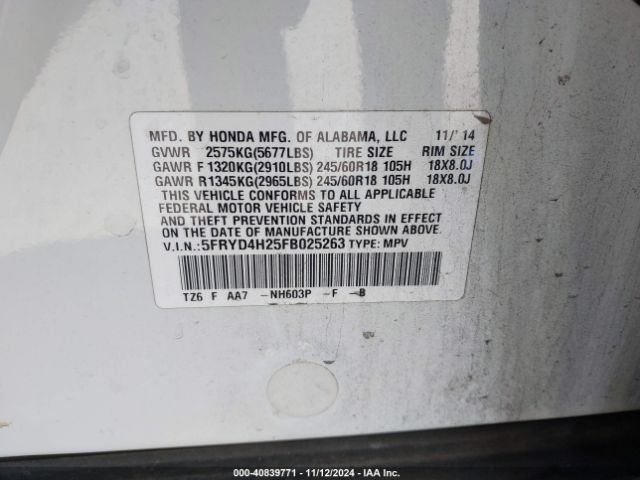 MFD. BY HONDA MFG. OF ALABAMA, LLC 11/'14
GVWR 2575KG(5677LBS) TIRE SIZE RIM SIZE
GAWR F 1320KG(2910LBS) 245/60R18 105H 18X8.0J
GAWR R1345KG(2965LBS) 245/60R18 105H 18X8.0J
THIS VEHICLE CONFORMS TO ALL APPLICABLE
FEDERAL MOTOR VEHICLE SAFETY
AND THEFT PREVENTION STANDARDS IN EFFECT
ON THE DATE OF MANUFACTURE SHOWN ABOVE.
V.I.N.:5FRYD4H25FB025263 TYPE: MPV
TZ6 F AA7 -NH603P -F -B
000-40839771 - 11/12/2024 - IAA Inc.